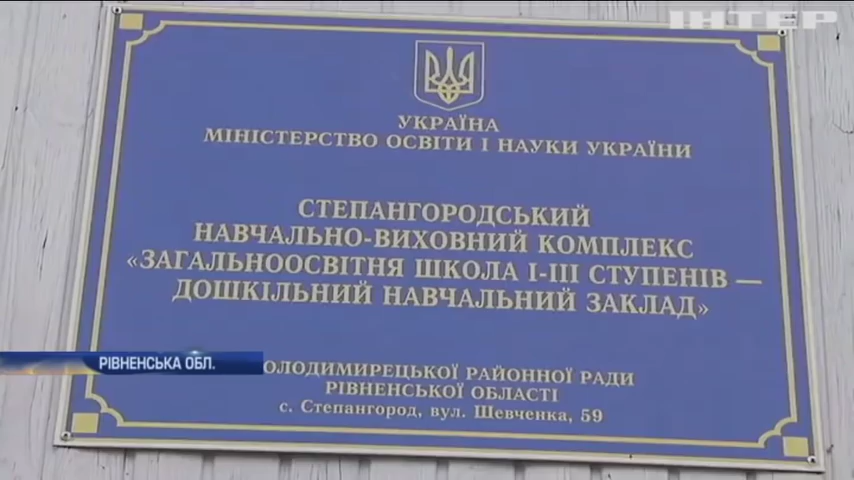 ІНТЕР
УКРАЇНА
МІНІСТЕРСТВО ОСВІТИ І НАУКИ УКРАЇНИ
СТЕПАНГОРОДСЬКИЙ
НАВЧАЛЬНО-ВИХОВНИЙ КОМПЛЕКС
«ЗАГАЛЬНООСВІТНЯ ШКОЛА І-ІІІ СТУПЕНІВ —
ДОШКІЛЬНИЙ НАВЧАЛЬНИЙ ЗАКЛАД»
РІВНЕНСЬКА ОБЛ.
ОЛОДИМИРЕЦЬКОЇ РАЙОННОЇ РАДИ
РІВНЕНСЬКОЇ ОБЛАСТІ
с. Степангород, вул. Шевченка, 59